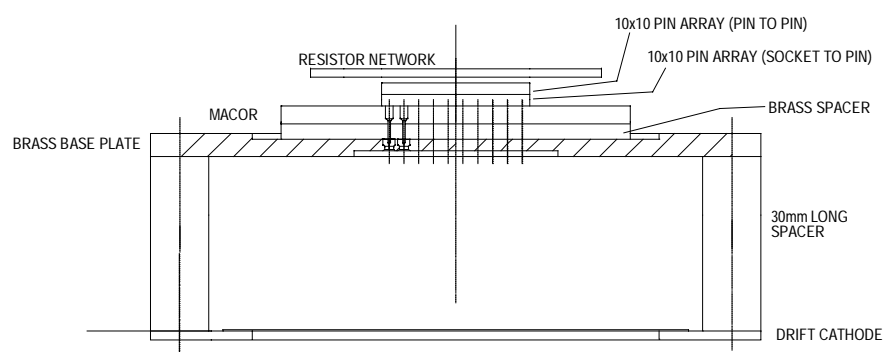 10x10 PIN ARRAY (PIN TO PIN)
RESISTOR NETWORK
10x10 PIN ARRAY (SOCKET TO PIN)
MACOR
BRASS SPACER
BRASS BASE PLATE
30mm LONG
SPACER
DRIFT CATHODE